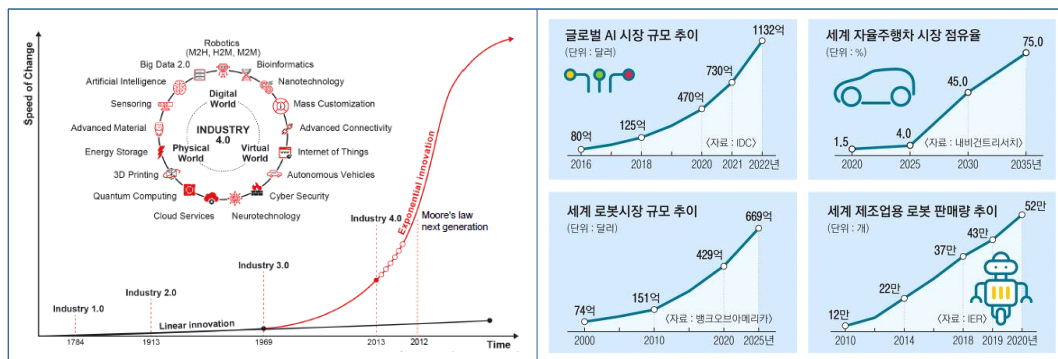 Speed of Change
Robotics
(M2H, H2M, M2M)
Big Data 2.0
Bioinformatics
Artificial Intelligence
Nanotechnology
Sensoring
Digital
World
Mass Customization
Advanced Material
INDUSTRY
4.0
Advanced Connectivity
Energy Storage
Physical
World
Virtual
World
Internet of Things
3D Printing
Autonomous Vehicles
Quantum Computing
Cyber Security
Cloud Services
Neurotechnology
Exponential innovation
Industry 4.0
Moore's law
next generation
Industry 3.0
Industry 2.0
Industry 1.0
Linear innovation
1784
1913
1969
2013
2012
Time
글로벌 AI 시장 규모 추이
(단위 : 달러)
1132억
730억
470억
125억
80억
〈자료 : IDC〉
2016
2018
2020
2021
2022년
세계 자율주행차 시장 점유율
(단위 : %)
75.0
45.0
4.0
1.5
〈자료 : 내비건트리서치〉
2020
2025
2030
2035년
세계 로봇시장 규모 추이
(단위 : 달러)
669억
429억
151억
74억
〈자료 : 뱅크오브아메리카〉
2000
2010
2020
2025년
세계 제조업용 로봇 판매량 추이
(단위 : 개)
52만
43만
37만
22만
12만
〈자료 : IER〉
2010
2014
2018
2019
2020년